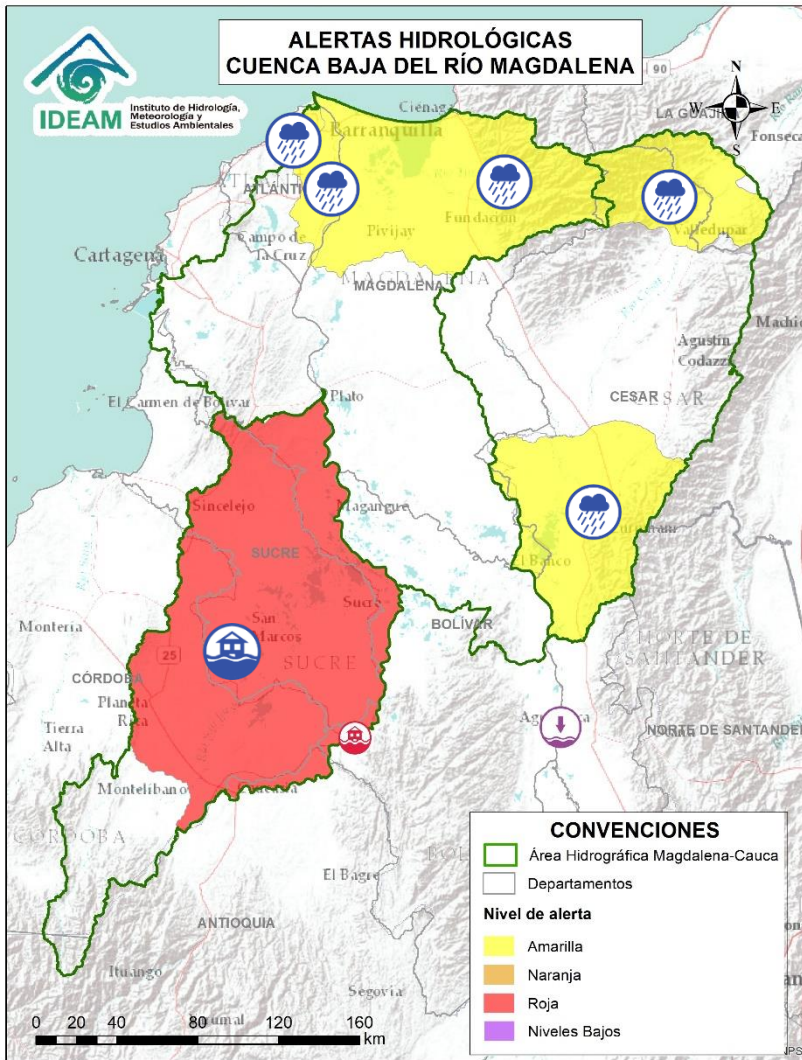 ALERTAS HIDROLÓGICAS
CUENCA BAJA DEL RÍO MAGDALENA
IDEAM
Instituto de Hidrología,
Meteorología y
Estudios Ambientales
N
W
E
S
90
Ciénaga
LA GUAJIRA
Fonseca
Barranquilla
ATLÁNTI
Cartagena
Campo de
la Cruz
Pivijay
Fundación
Valledupar
MAGDALENA
MAGDALENA
Agustín
Codazzi
CESAR
CESAR
El Carmen de Bolívar
Plato
Sincelejo
Magangué
SUCRE
El Banco
Sucre
San
Marcos
SUCRE
BOLÍVAR
Montería
25
CÓRDOBA
Planeta
Rica
Tierra
Alta
NORTE DE
SANTANDER
NORTE DE SANTANDER
Montelíbano
CÓRDOBA
El Bagre
ANTIOQUIA
Ituango
Segovia
0 20 40 80 120 160
km
CONVENCIONES
Área Hidrográfica Magdalena-Cauca
Departamentos
Nivel de alerta
Amarilla
Naranja
Roja
Niveles Bajos